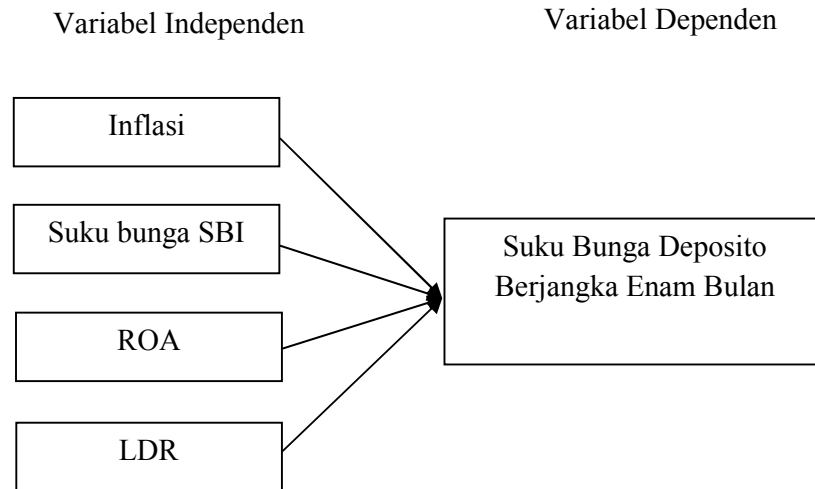 Variabel Independen
Variabel Dependen
Inflasi
Suku bunga SBI
ROA
LDR
Suku Bunga Deposito
Berjangka Enam Bulan